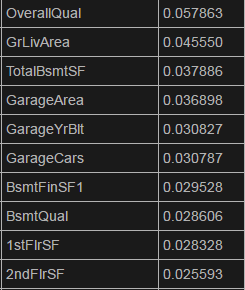 OverallQual 0.057863
GrLivArea 0.045550
TotalBsmtSF 0.037886
GarageArea 0.036898
GarageYrBlt 0.030827
GarageCars 0.030787
BsmtFinSF1 0.029528
BsmtQual 0.028606
1stFlrSF 0.028328
2ndFlrSF 0.025593